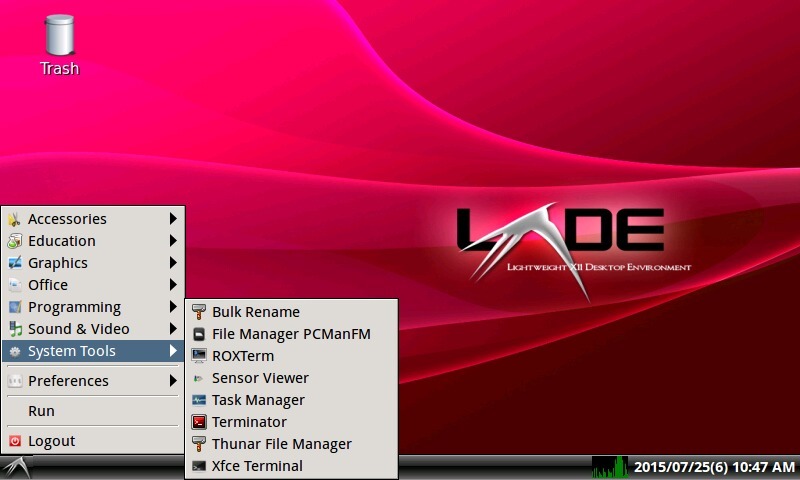 Trash
LXDE
Lightweight X11 Desktop Environment
Accessories
Education
Graphics
Office
Programming
Sound & Video
System Tools
Preferences
Run
Logout
Bulk Rename
File Manager PCManFM
ROXTerm
Sensor Viewer
Task Manager
Terminator
Thunar File Manager
Xfce Terminal
2015/07/25(6) 10:47 AM